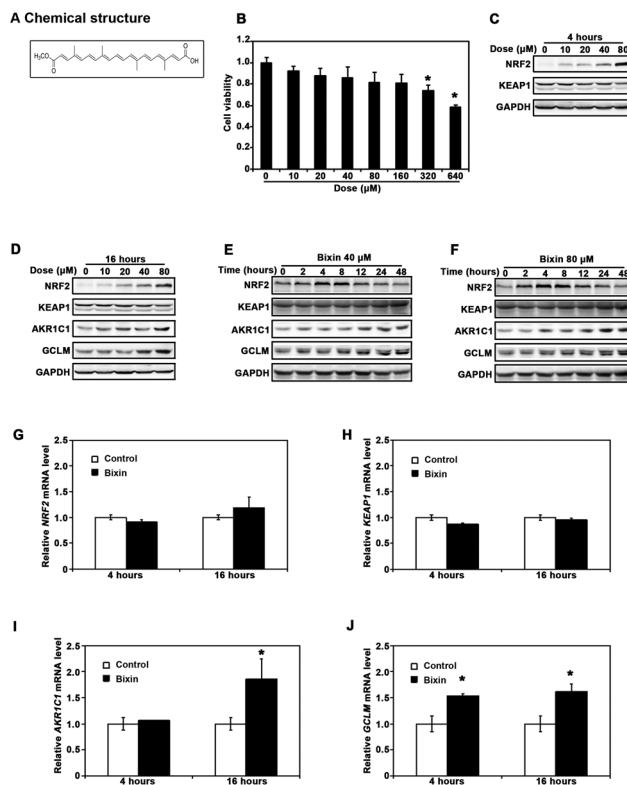 A Chemical structure
H₃CO
O
O
OH
B
Cell viability
1.2
1.0
0.8
0.6
0.4
0.2
0
* *
0 10 20 40 80 160 320 640
Dose (µM)
C
4 hours
Dose (µM) 0 10 20 40 80
NRF2
KEAP1
GAPDH
D
16 hours
Dose (µM) 0 10 20 40 80
NRF2
KEAP1
AKR1C1
GCLM
GAPDH
E
Bixin 40 µM
Time (hours) 0 2 4 8 12 24 48
NRF2
KEAP1
AKR1C1
GCLM
GAPDH
F
Bixin 80 µM
Time (hours) 0 2 4 8 12 24 48
NRF2
KEAP1
AKR1C1
GCLM
GAPDH
G
Relative NRF2 mRNA level
2.5
2.0
1.5
1.0
0.5
0
Control
Bixin
4 hours 16 hours
H
Relative KEAP1 mRNA level
2.5
2.0
1.5
1.0
0.5
0
Control
Bixin
4 hours 16 hours
I
Relative AKR1C1 mRNA level
2.5
2.0
1.5
1.0
0.5
0
Control
Bixin
*
4 hours 16 hours
J
Relative GCLM mRNA level
2.5
2.0
1.5
1.0
0.5
0
Control
Bixin
* *
4 hours 16 hours